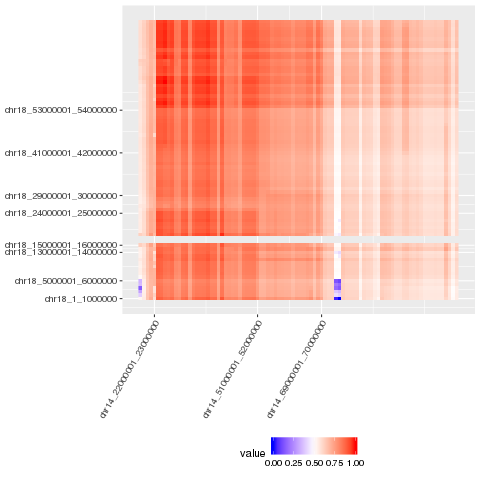 chr18_53000001_54000000
chr18_41000001_42000000
chr18_29000001_30000000
chr18_24000001_25000000
chr18_15000001_16000000
chr18_13000001_14000000
chr18_5000001_6000000
chr18_1_1000000
chr14_22000001_23000000
chr14_51000001_52000000
chr14_69000001_70000000
value
0.00 0.25 0.50 0.75 1.00